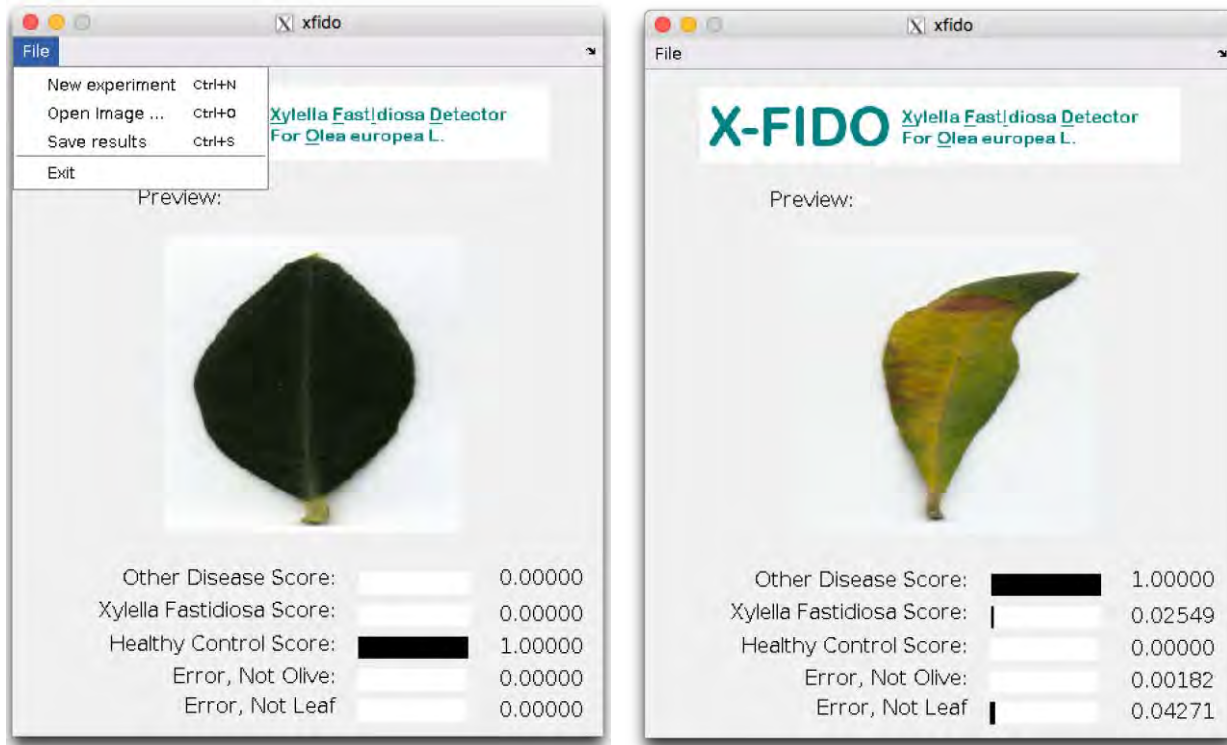 xfido
File
New experiment Ctrl+N
Open Image ... Ctrl+O
Save results Ctrl+S
Exit
Xylella FastIdiosa Detector
For Olea europea L.
Preview:
Other Disease Score: 0.00000
Xylella Fastidiosa Score: 0.00000
Healthy Control Score: 1.00000
Error, Not Olive: 0.00000
Error, Not Leaf 0.00000
xfido
File
X-FIDO
Xylella FastIdiosa Detector
For Olea europea L.
Preview:
Other Disease Score: 1.00000
Xylella Fastidiosa Score: 0.02549
Healthy Control Score: 0.00000
Error, Not Olive: 0.00182
Error, Not Leaf 0.04271